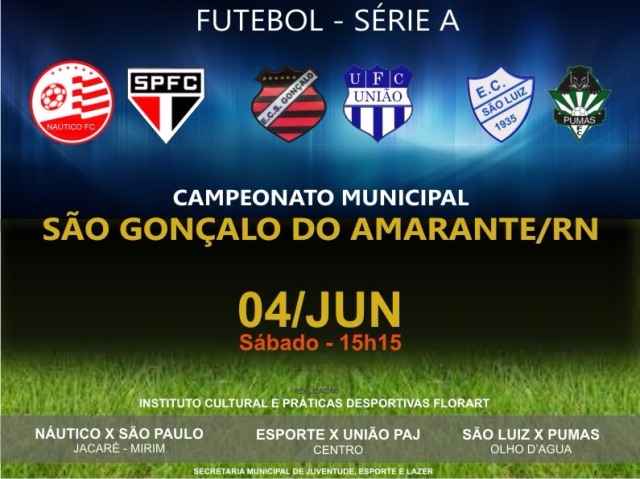 FUTEBOL - SÉRIE A
NAÚTICO FC
SPFC
E.C.S. GONÇALO
U F C
UNIÃO
E.C.
SÃO LUIZ
1935
PUMAS
FC
CAMPEONATO MUNICIPAL
SÃO GONÇALO DO AMARANTE/RN
04/JUN
Sábado - 15h15
REALIZAÇÃO
INSTITUTO CULTURAL E PRÁTICAS DESPORTIVAS FLORART
NÁUTICO X SÃO PAULO
JACARÉ - MIRIM
ESPORTE X UNIÃO PAJ
CENTRO
SÃO LUIZ X PUMAS
OLHO D'AGUA
SECRETARIA MUNICIPAL DE JUVENTUDE, ESPORTE E LAZER